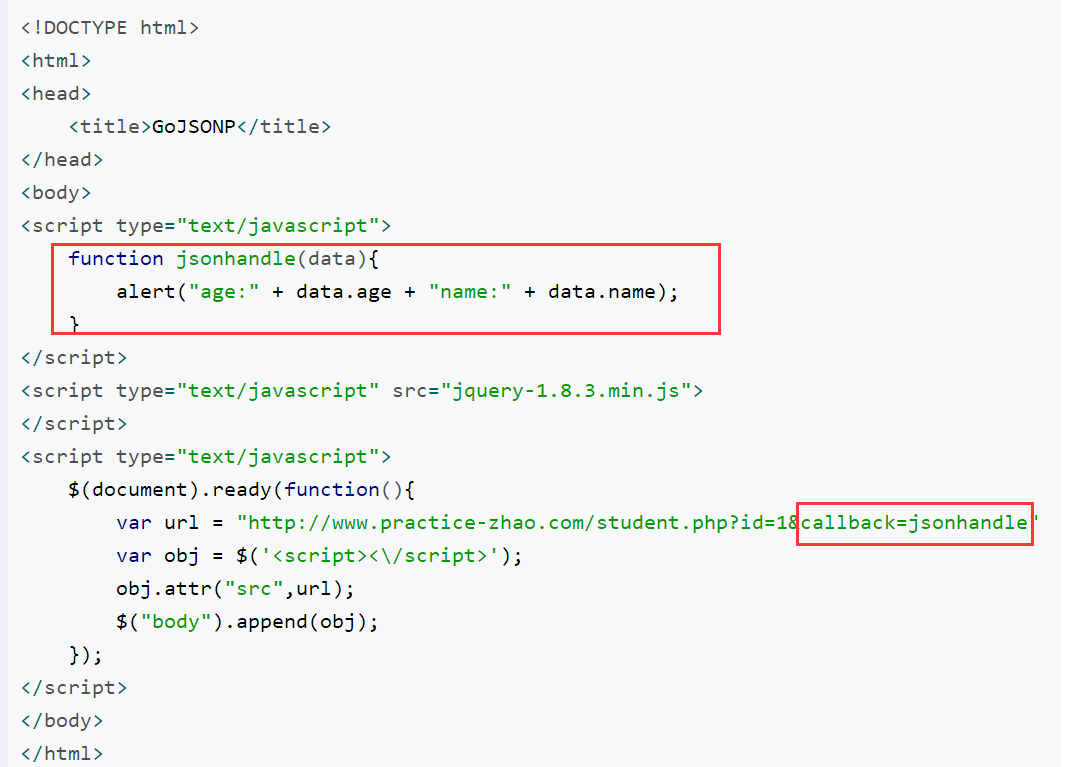 <!DOCTYPE html>
<html>
<head>
    <title>GoJSONP</title>
</head>
<body>
<script type="text/javascript">
    function jsonhandle(data){
        alert("age:" + data.age + "name:" + data.name);
    }
</script>
<script type="text/javascript" src="jquery-1.8.3.min.js">
</script>
<script type="text/javascript">
    $(document).ready(function(){
        var url = "http://www.practice-zhao.com/student.php?id=1&callback=jsonhandle"
        var obj = $('<script><\/script>');
        obj.attr("src",url);
        $("body").append(obj);
    });
</script>
</body>
</html>